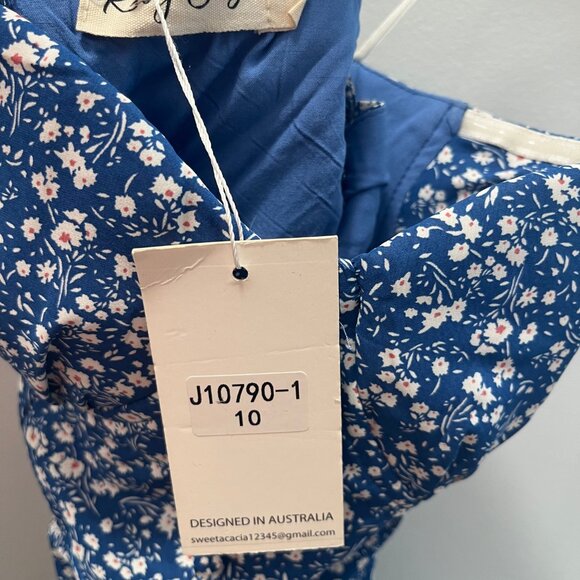 J10790-1
10
DESIGNED IN AUSTRALIA
sweetacacia12345@gmail.com